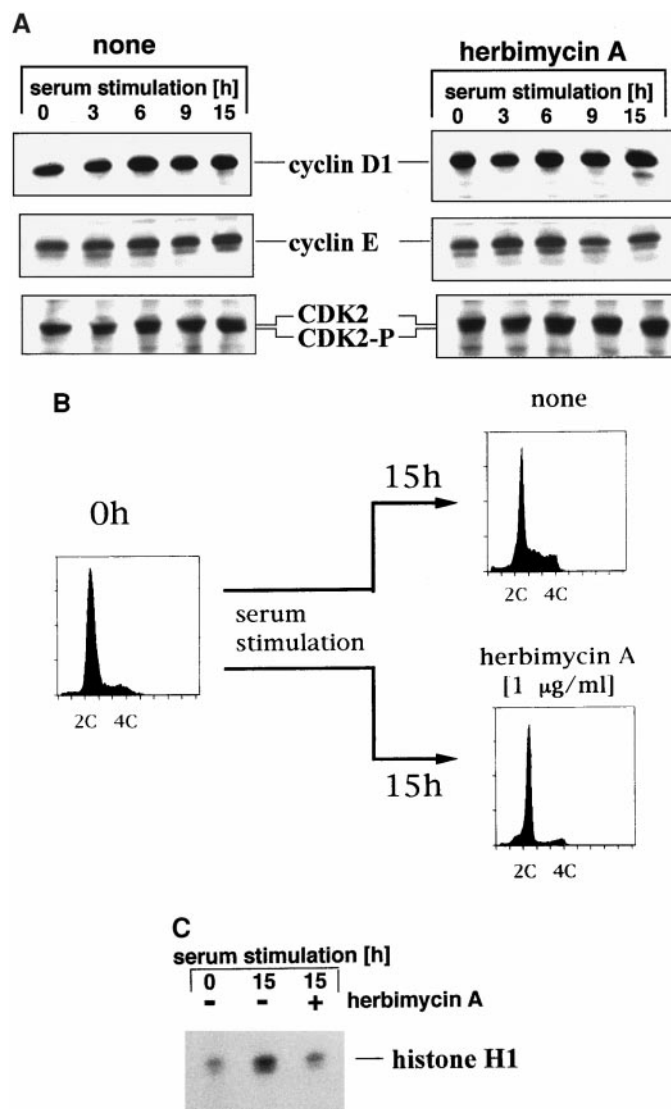 A
none
herbimycin A
serum stimulation [h]
0 3 6 9 15
serum stimulation [h]
0 3 6 9 15
cyclin D1
cyclin E
CDK2
CDK2-P
B
none
15h
0h
2C 4C
serum
stimulation
2C 4C
herbimycin A
[1 µg/ml]
15h
2C 4C
C
serum stimulation [h]
0 15 15
- - + herbimycin A
histone H1